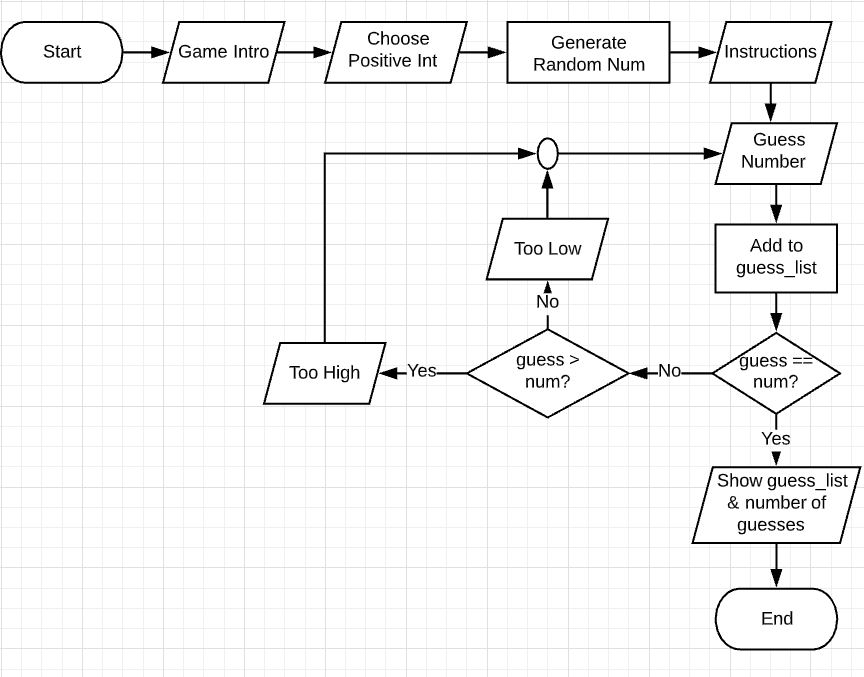 Start
Game Intro
Choose
Positive Int
Generate
Random Num
Instructions
Guess
Number
Add to
guess_list
guess ==
num?
No
guess >
num?
No
Too Low
Yes
Too High
Yes
Show guess_list
& number of
guesses
End